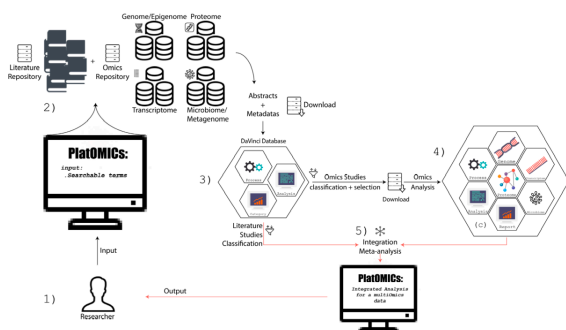 Genome/Epigenome
Proteome
Literature
Repository
+
Omics
Repository
2)
Transcriptome
Microbiome/
Metagenome
Abstracts
+
Metadatas
Download
PlatOMICs:
input:
.Searchable terms
DaVinci Database
3)
Omics Studies
classification + selection
Download
Omics
Analysis
4)
Analysis
(c)
Report
Literature
Studies
Classification
5)
Integration
Meta-analysis
Input
PlatOMICs:
Integrated Analysis
for a multiOmics
data
1)
Output
Researcher